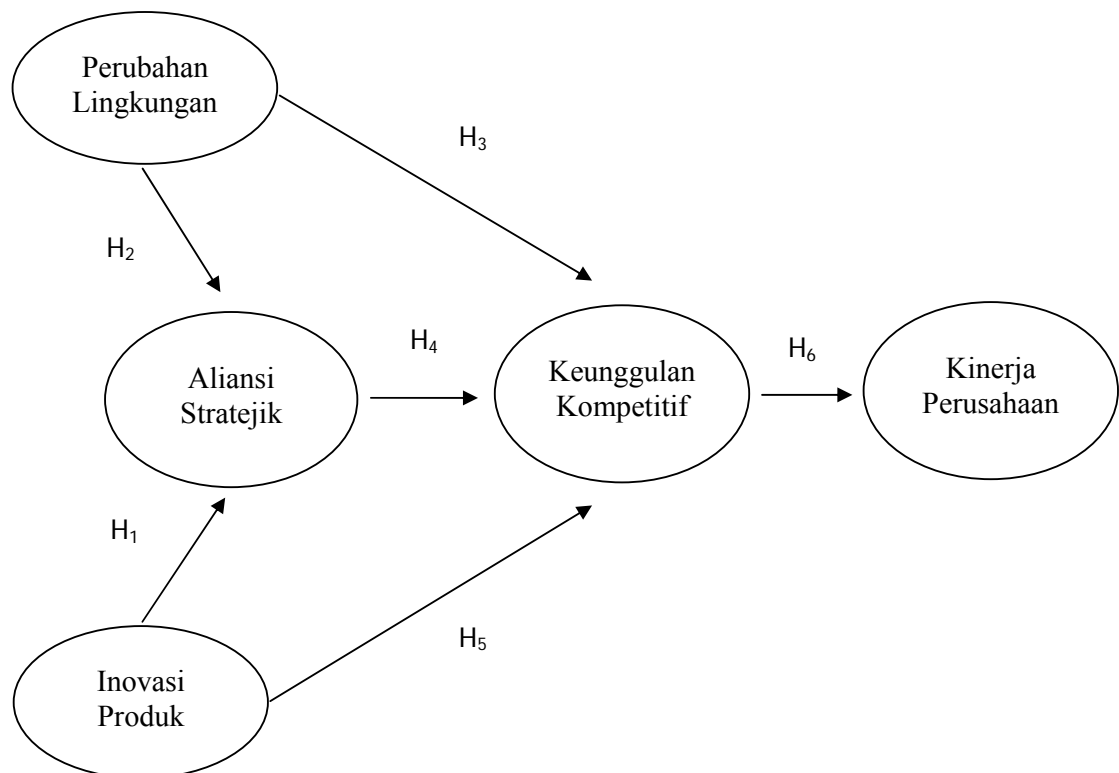 Perubahan
Lingkungan
H₃
H₂
Aliansi
Stratejik
H₄
Keunggulan
Kompetitif
H₆
Kinerja
Perusahaan
H₁
H₅
Inovasi
Produk